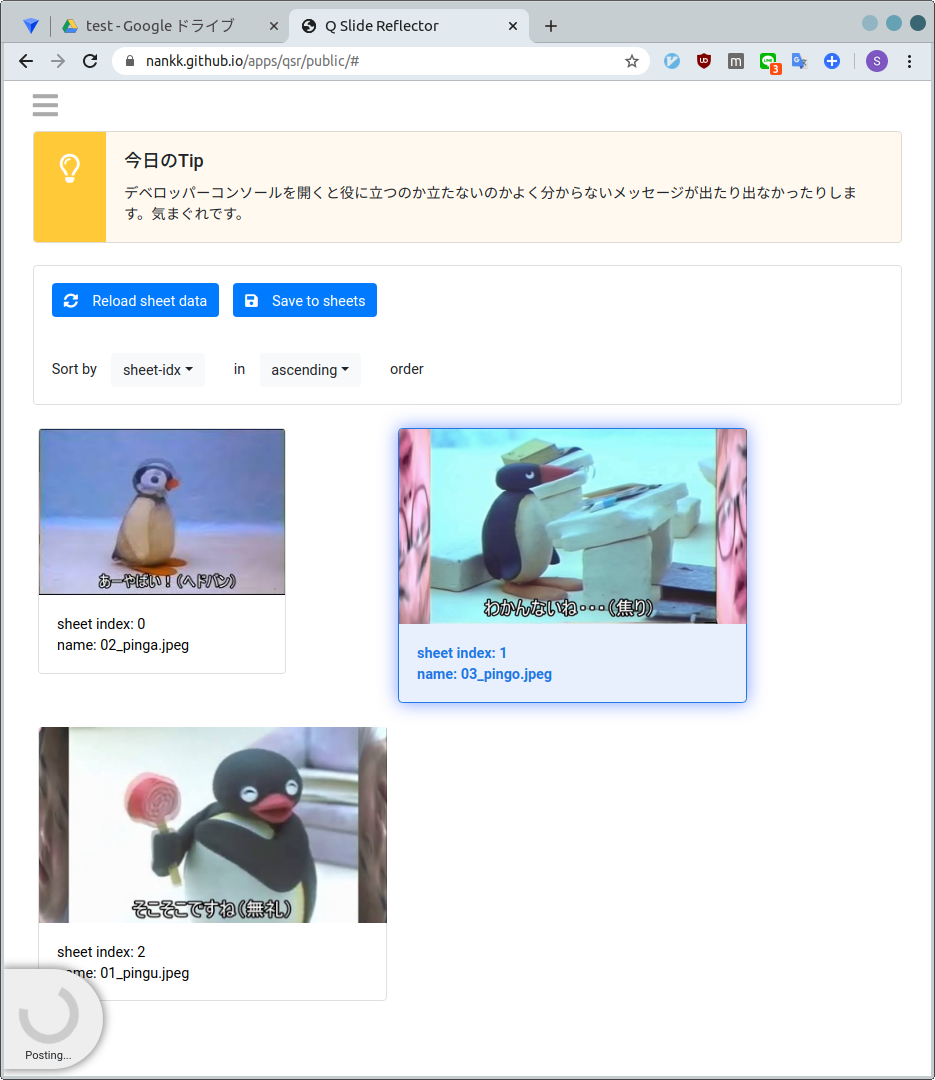 test - Google ドライブ
Q Slide Reflector
nankk.github.io/apps/qsr/public/#
UD
m
LINE
3
G
S
今日のTip
デベロッパーコンソールを開くと役に立つのか立たないのかよく分からないメッセージが出たり出なかったりしま
す。気まぐれです。
Reload sheet data
Save to sheets
Sort by sheet-idx in ascending order
あーやばい！(ヘドバン)
sheet index: 0
name: 02_pinga.jpeg
わかんないね・・・(焦り)
sheet index: 1
name: 03_pingo.jpeg
そこそこですね(無礼)
sheet index: 2
name: 01_pingu.jpeg
Posting...